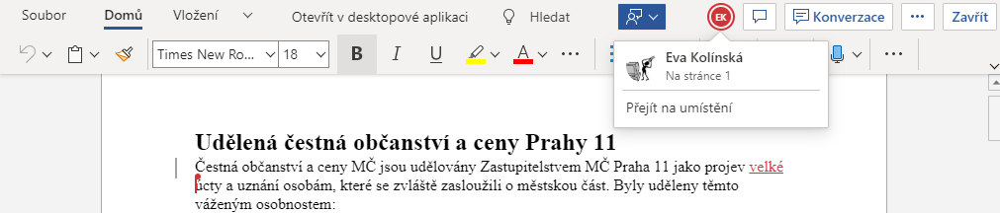 Soubor Domů Vložení Otevřít v desktopové aplikaci Hledat EK Konverzace ··· Zavřít
Times New Ro... 18 B I U A ··· ···
Eva Kolínská
Na stránce 1
Přejít na umístění
Udělená čestná občanství a ceny Prahy 11
Čestná občanství a ceny MČ jsou udělovány Zastupitelstvem MČ Praha 11 jako projev velké
úcty a uznání osobám, které se zvláště zasloužili o městskou část. Byly uděleny těmto
váženým osobnostem: